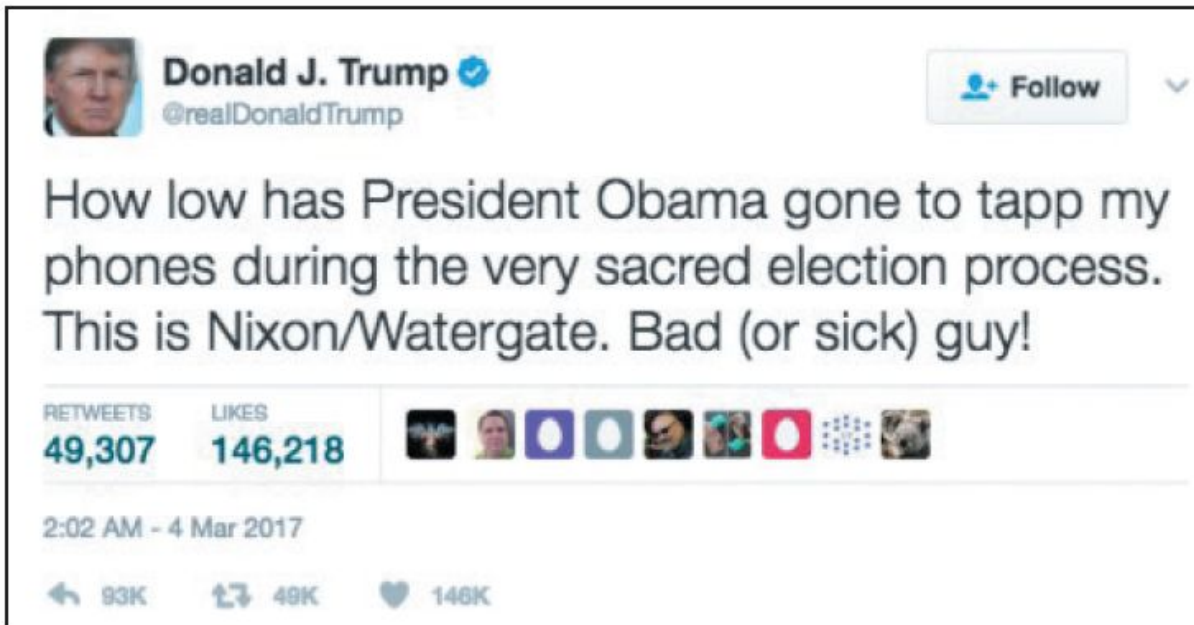 Donald J. Trump
@realDonaldTrump
Follow
How low has President Obama gone to tapp my
phones during the very sacred election process.
This is Nixon/Watergate. Bad (or sick) guy!
RETWEETS LIKES
49,307 146,218
2:02 AM - 4 Mar 2017
93K 49K 146K